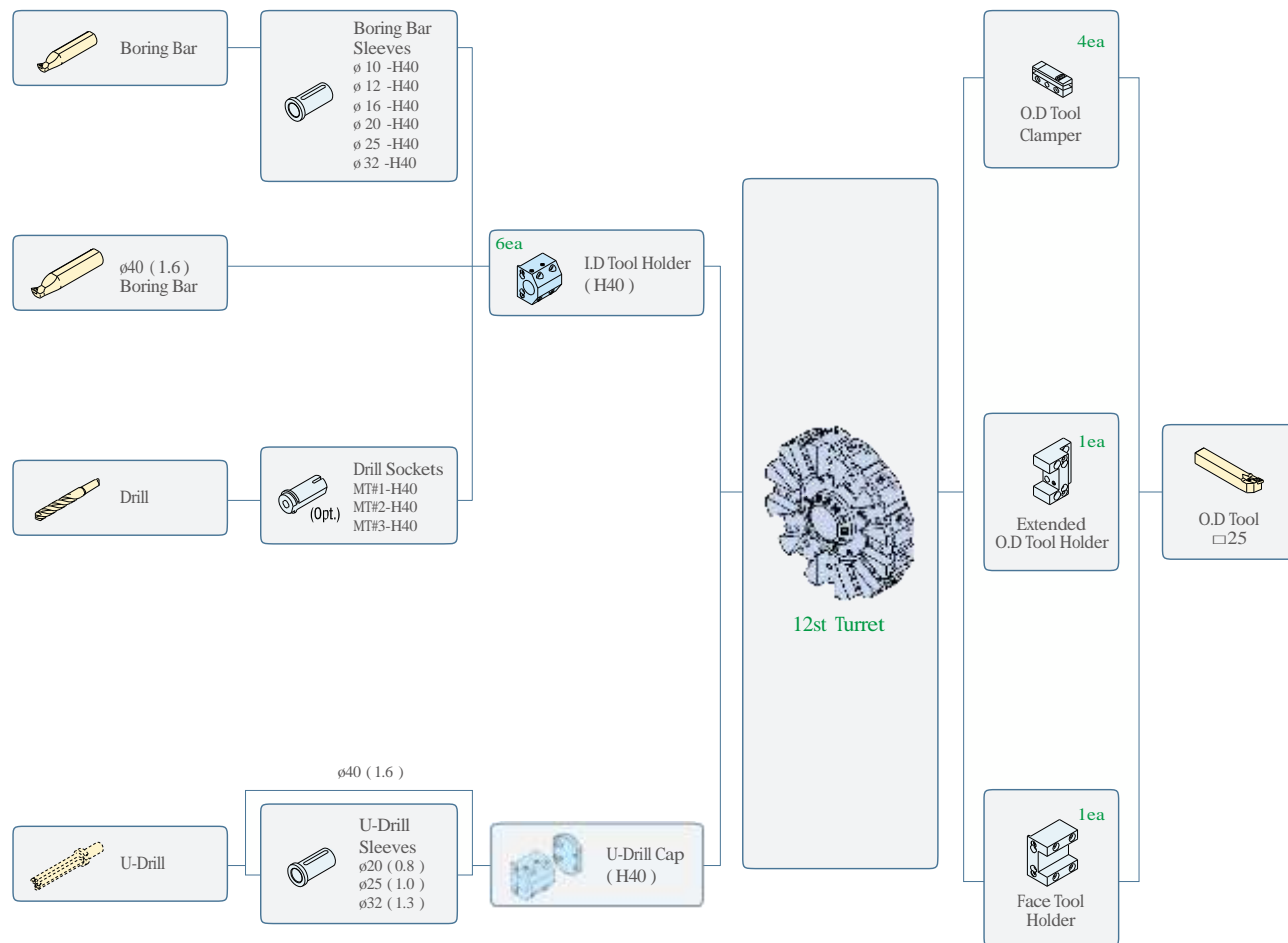 Boring Bar
Boring Bar
Sleeves
ø 10 -H40
ø 12 -H40
ø 16 -H40
ø 20 -H40
ø 25 -H40
ø 32 -H40
4ea
O.D Tool
Clamper
ø40 ( 1.6 )
Boring Bar
6ea
I.D Tool Holder
( H40 )
Drill
Drill Sockets
MT#1-H40
MT#2-H40
MT#3-H40
(Opt.)
12st Turret
1ea
Extended
O.D Tool Holder
O.D Tool
□25
ø40 ( 1.6 )
U-Drill
U-Drill
Sleeves
ø20 ( 0.8 )
ø25 ( 1.0 )
ø32 ( 1.3 )
U-Drill Cap
( H40 )
1ea
Face Tool
Holder